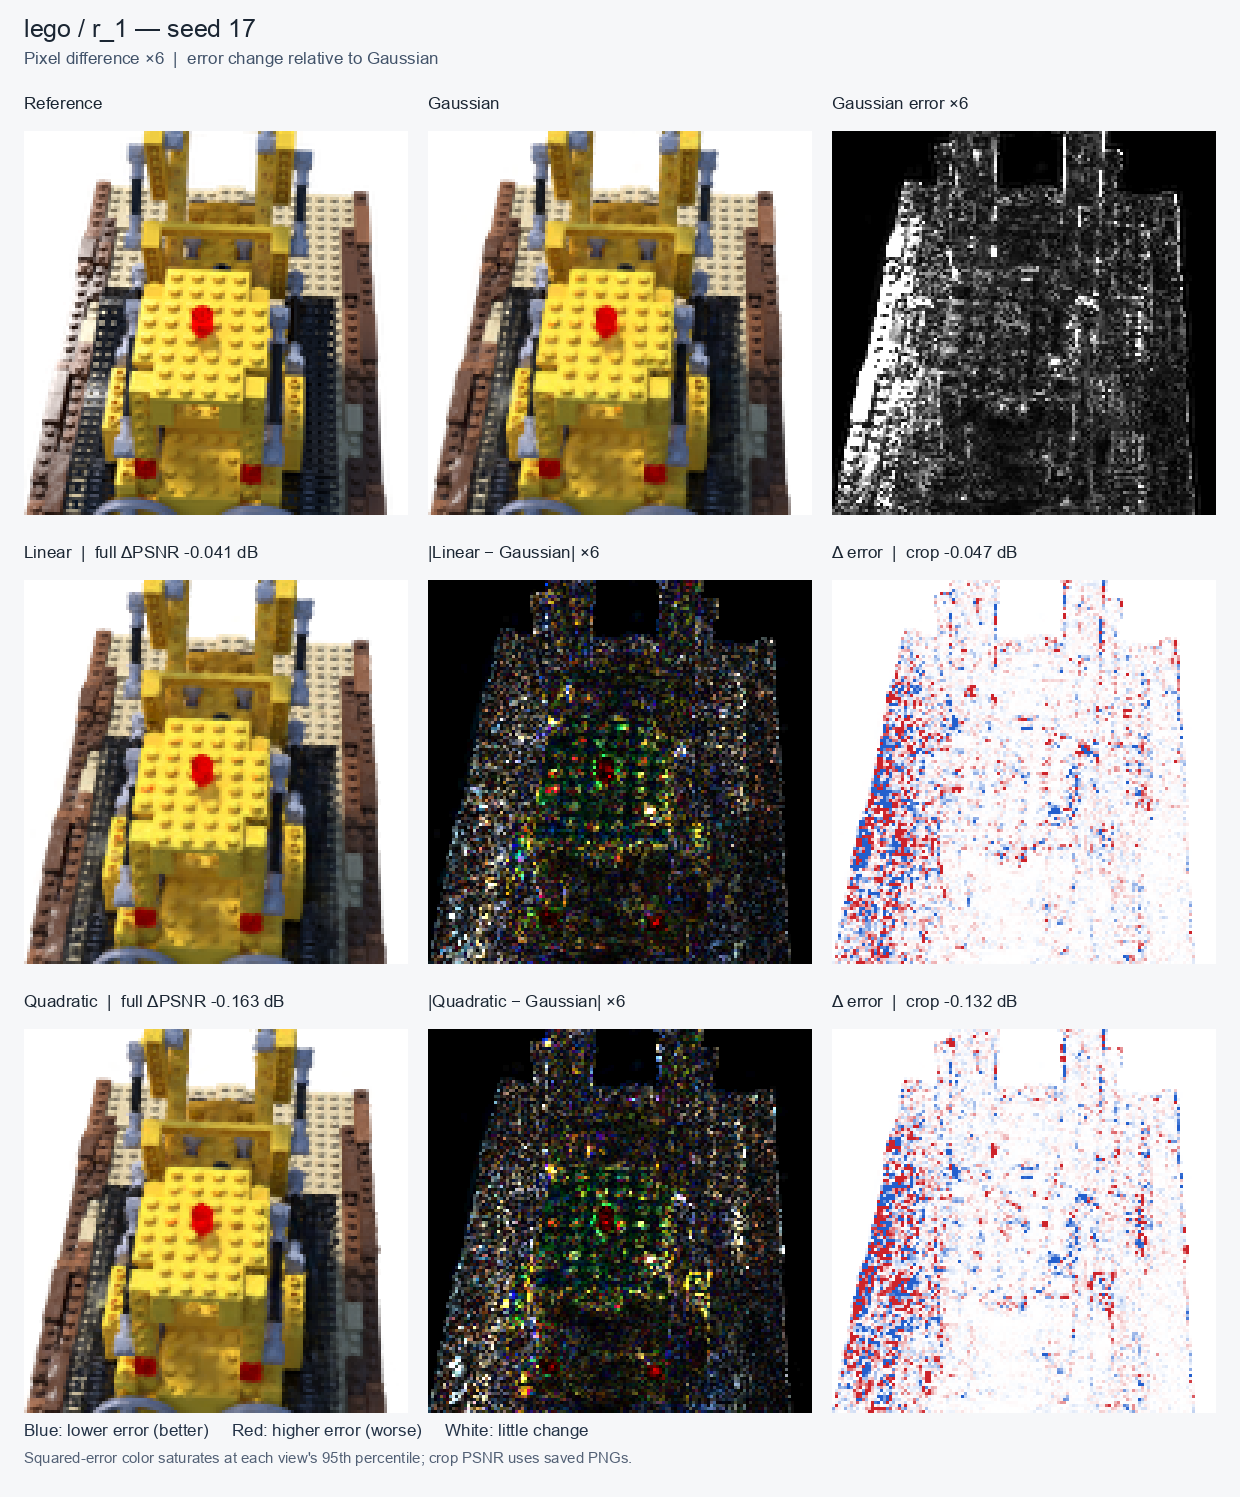 lego / r_1 — seed 17
Pixel difference ×6 | error change relative to Gaussian
Reference
Gaussian
Gaussian error ×6
Linear | full ΔPSNR -0.041 dB
|Linear − Gaussian| ×6
Δ error | crop -0.047 dB
Quadratic | full ΔPSNR -0.163 dB
|Quadratic − Gaussian| ×6
Δ error | crop -0.132 dB
Blue: lower error (better) Red: higher error (worse) White: little change
Squared-error color saturates at each view's 95th percentile; crop PSNR uses saved PNGs.